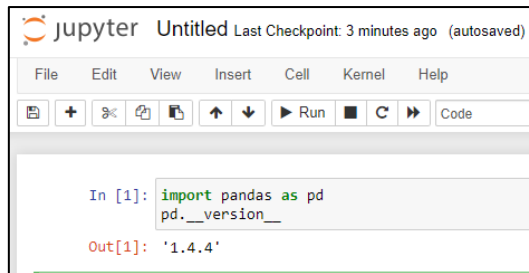 jupyter Untitled Last Checkpoint: 3 minutes ago (autosaved)
File Edit View Insert Cell Kernel Help
Run Code
In [1]: import pandas as pd
pd.__version__
Out[1]: '1.4.4'